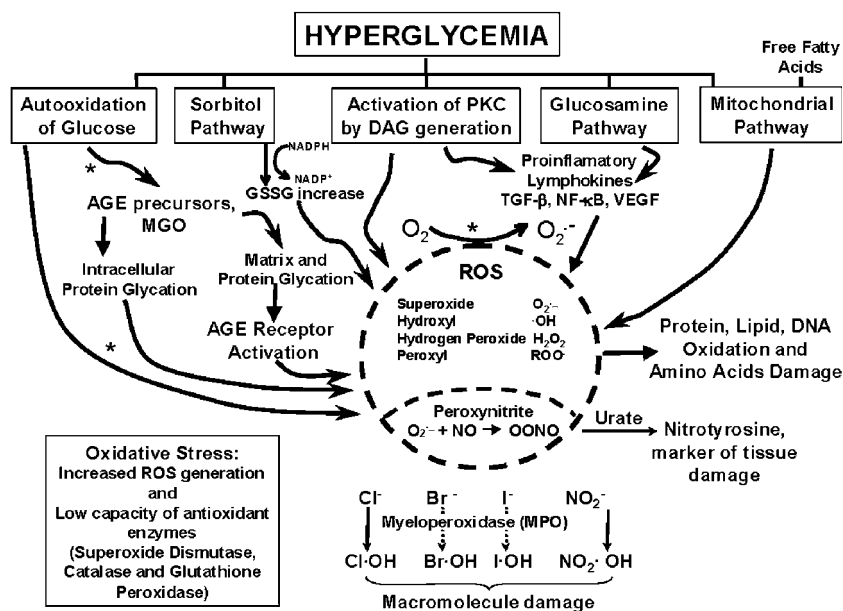 HYPERGLYCEMIA
Free Fatty
Acids
Autooxidation
of Glucose
Sorbitol
Pathway
Activation of PKC
by DAG generation
Glucosamine
Pathway
Mitochondrial
Pathway
*
NADPH
NADP⁺
GSSG increase
Proinflamatory
Lymphokines
TGF-β, NF-κB, VEGF
AGE precursors,
MGO
O₂ * O₂·⁻
Matrix and
Protein Glycation
Intracellular
Protein Glycation
AGE Receptor
Activation
*
ROS
Superoxide O₂·⁻
Hydroxyl ·OH
Hydrogen Peroxide H₂O₂
Peroxyl ROO·
Protein, Lipid, DNA
Oxidation and
Amino Acids Damage
Peroxynitrite
O₂·⁻ + NO → OONO
Urate
Nitrotyrosine,
marker of tissue
damage
Oxidative Stress:
Increased ROS generation
and
Low capacity of antioxidant
enzymes
(Superoxide Dismutase,
Catalase and Glutathione
Peroxidase)
Cl⁻ Br⁻ I⁻ NO₂⁻
Myeloperoxidase (MPO)
Cl·OH Br·OH I·OH NO₂·OH
Macromolecule damage